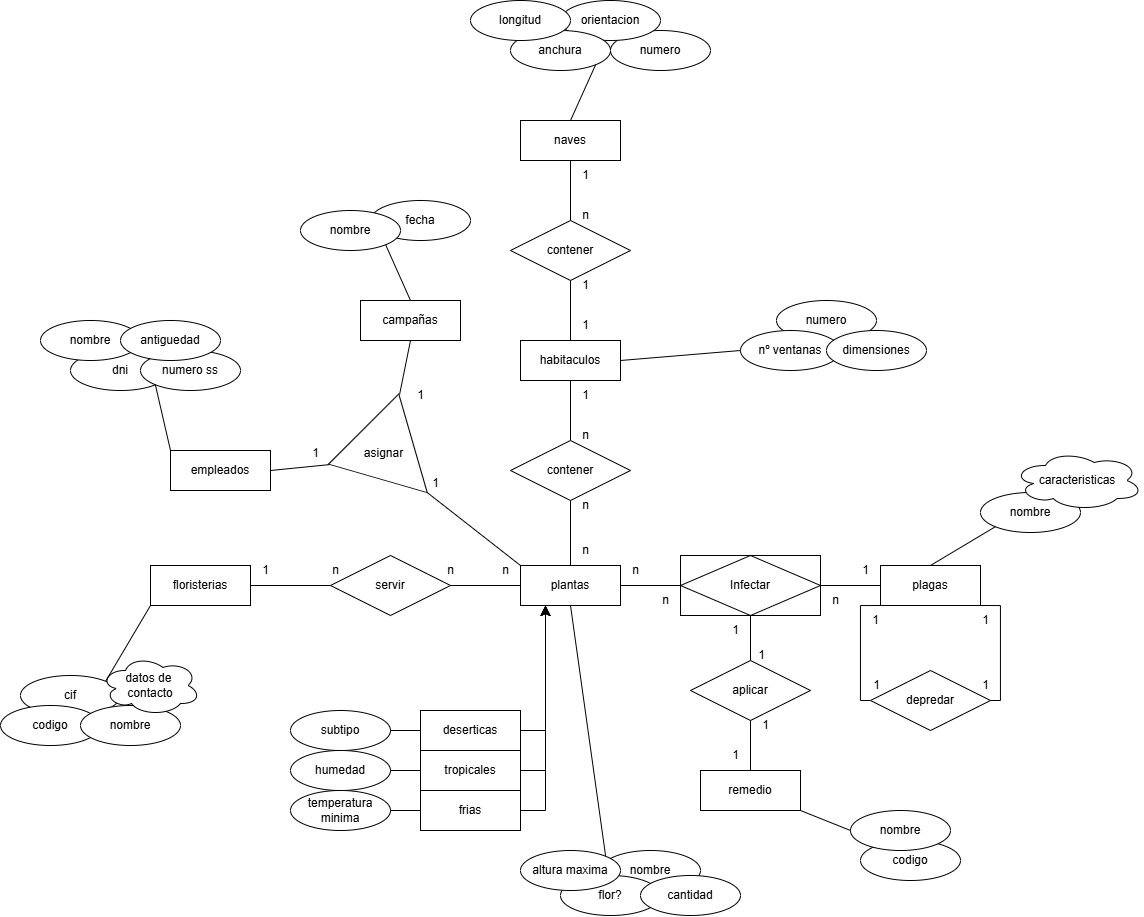 longitud
orientacion
anchura
numero
naves
1
n
contener
1
1
fecha
nombre
campañas
1
numero
nº ventanas
dimensiones
habitaculos
1
n
contener
n
n
nombre
antiguedad
dni
numero ss
empleados
1
asignar
1
caracteristicas
nombre
floristerias
1
n
servir
n
n
plantas
n
n
Infectar
n
1
plagas
1
1
1
1
depredar
1
1
aplicar
1
1
remedio
nombre
codigo
datos de
contacto
cif
codigo
nombre
subtipo
deserticas
humedad
tropicales
temperatura
minima
frias
altura maxima
nombre
flor?
cantidad